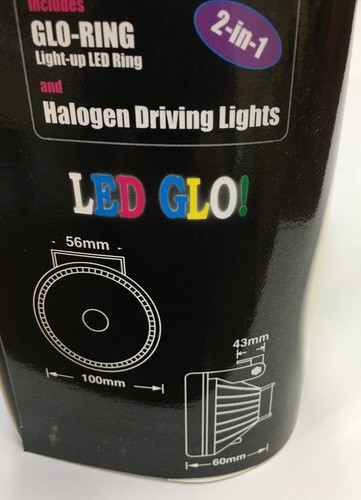 includes
GLO-RING
Light-up LED Ring
2-in-1
and
Halogen Driving Lights
LED GLO!
56mm
100mm
43mm
60mm